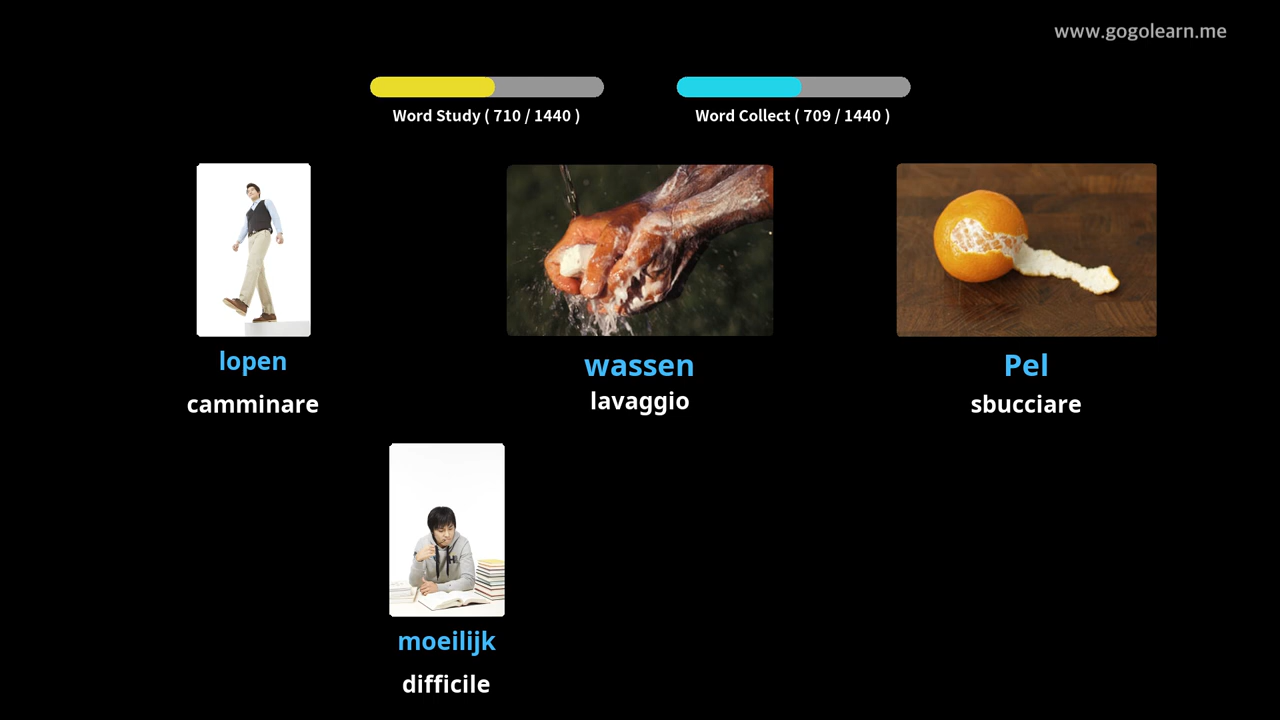 www.gogolearn.me
Word Study ( 710 / 1440 )
Word Collect ( 709 / 1440 )
lopen
camminare
wassen
lavaggio
Pel
sbucciare
moeilijk
difficile